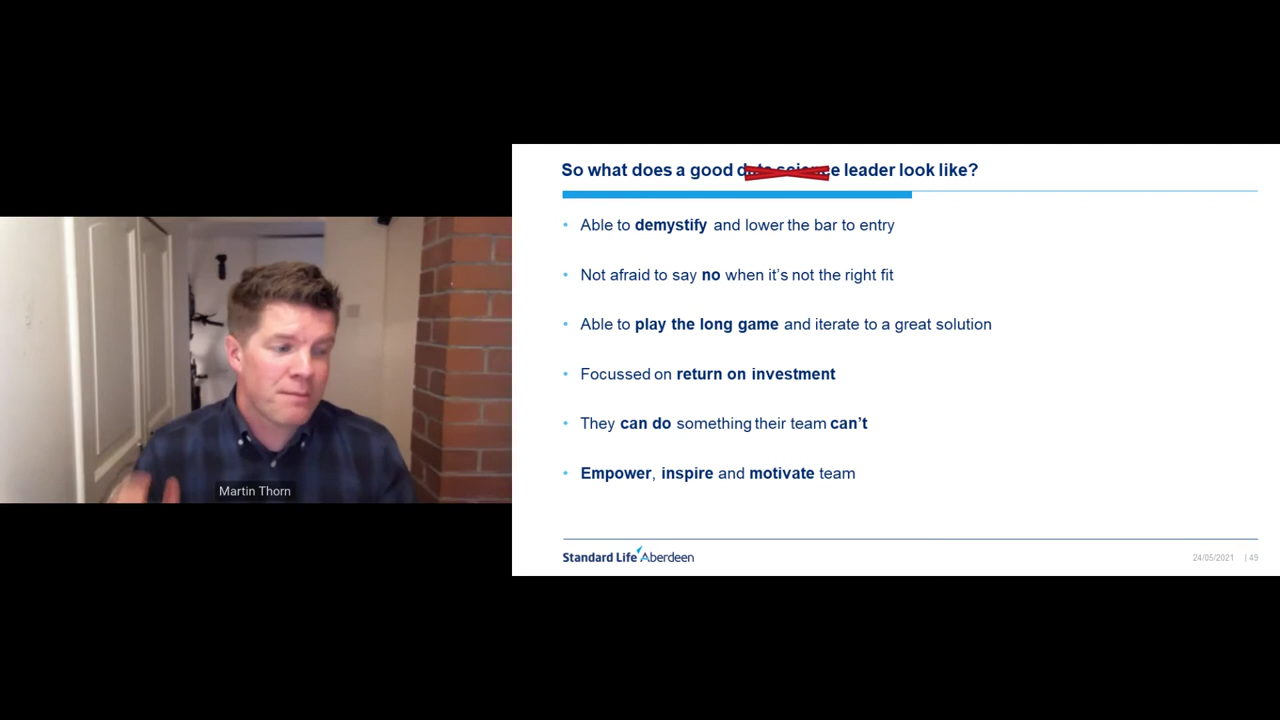 So what does a good data science leader look like?
• Able to demystify and lower the bar to entry
• Not afraid to say no when it's not the right fit
• Able to play the long game and iterate to a great solution
• Focussed on return on investment
• They can do something their team can't
• Empower, inspire and motivate team
Martin Thorn
Standard Life Aberdeen
24/05/2021 | 49